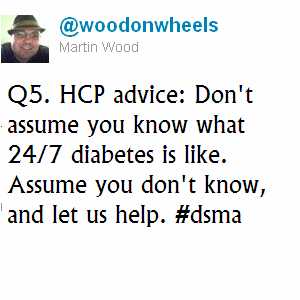 @woodonwheels
Martin Wood
Q5. HCP advice: Don't
assume you know what
24/7 diabetes is like.
Assume you don't know,
and let us help. #dsma